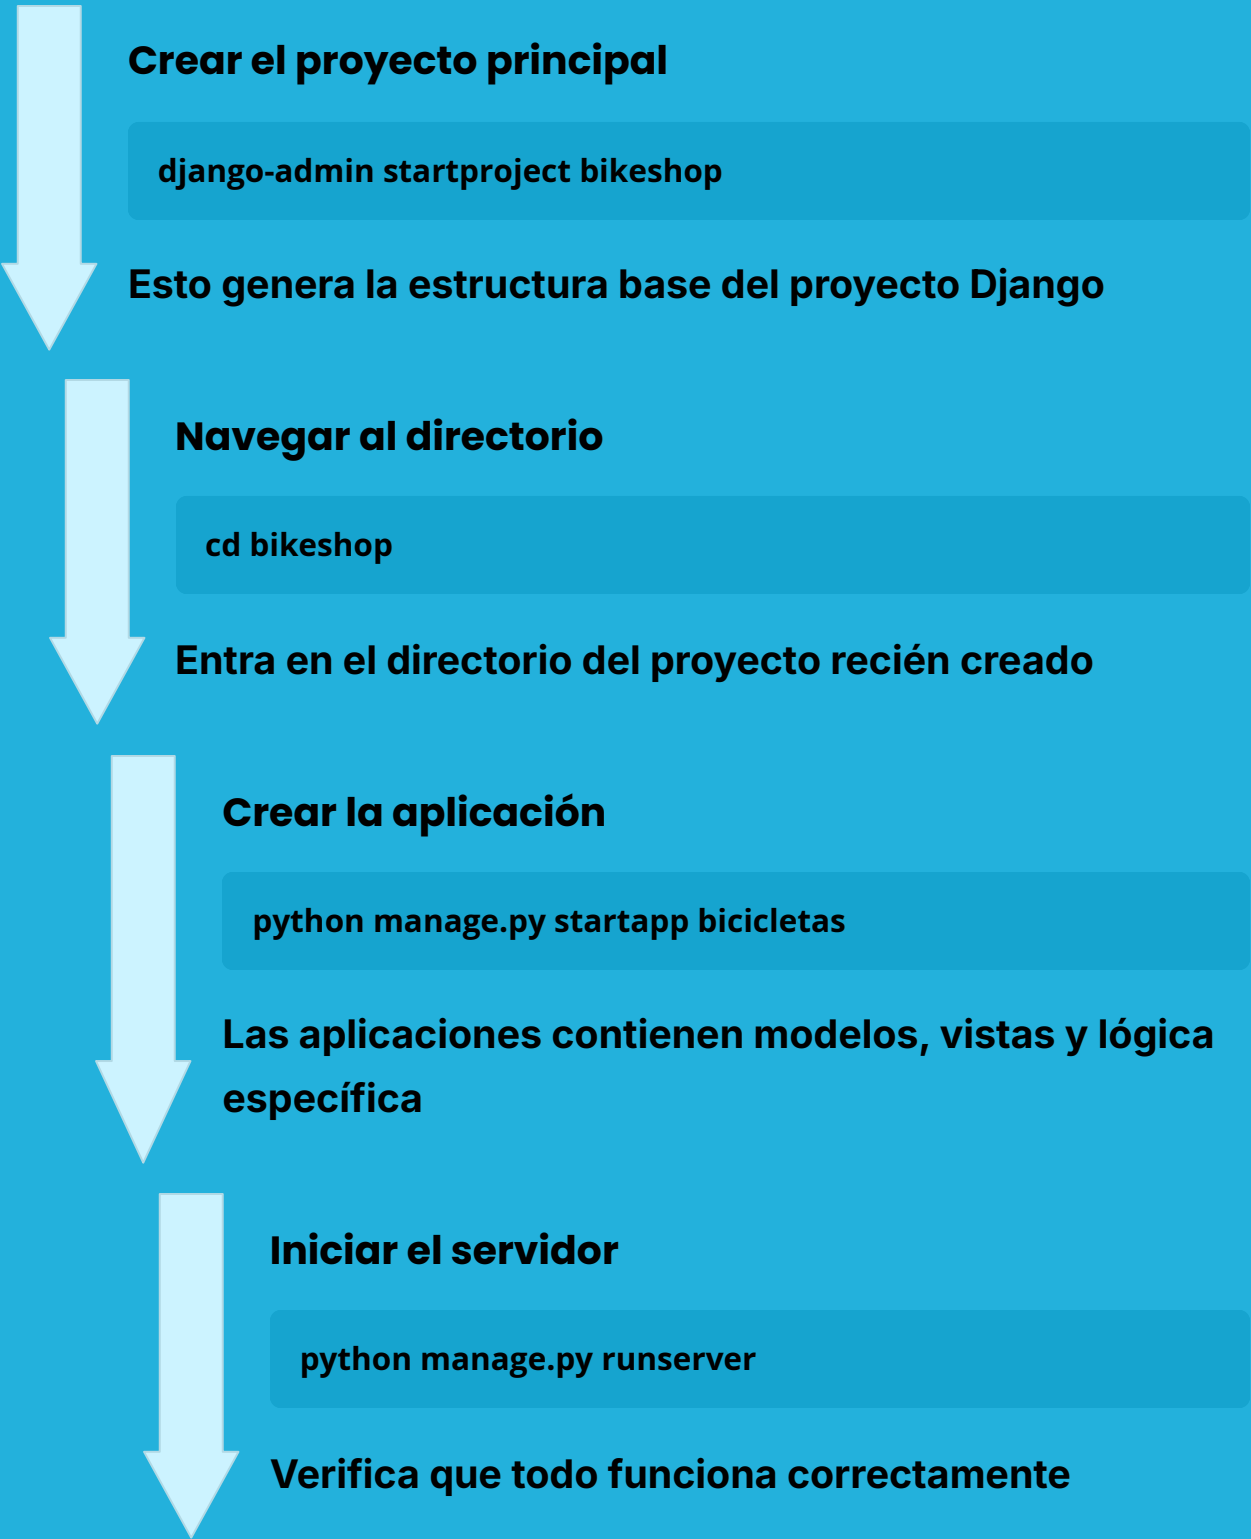 Crear el proyecto principal
django-admin startproject bikeshop
Esto genera la estructura base del proyecto Django
Navegar al directorio
cd bikeshop
Entra en el directorio del proyecto recién creado
Crear la aplicación
python manage.py startapp bicicletas
Las aplicaciones contienen modelos, vistas y lógica
específica
Iniciar el servidor
python manage.py runserver
Verifica que todo funciona correctamente